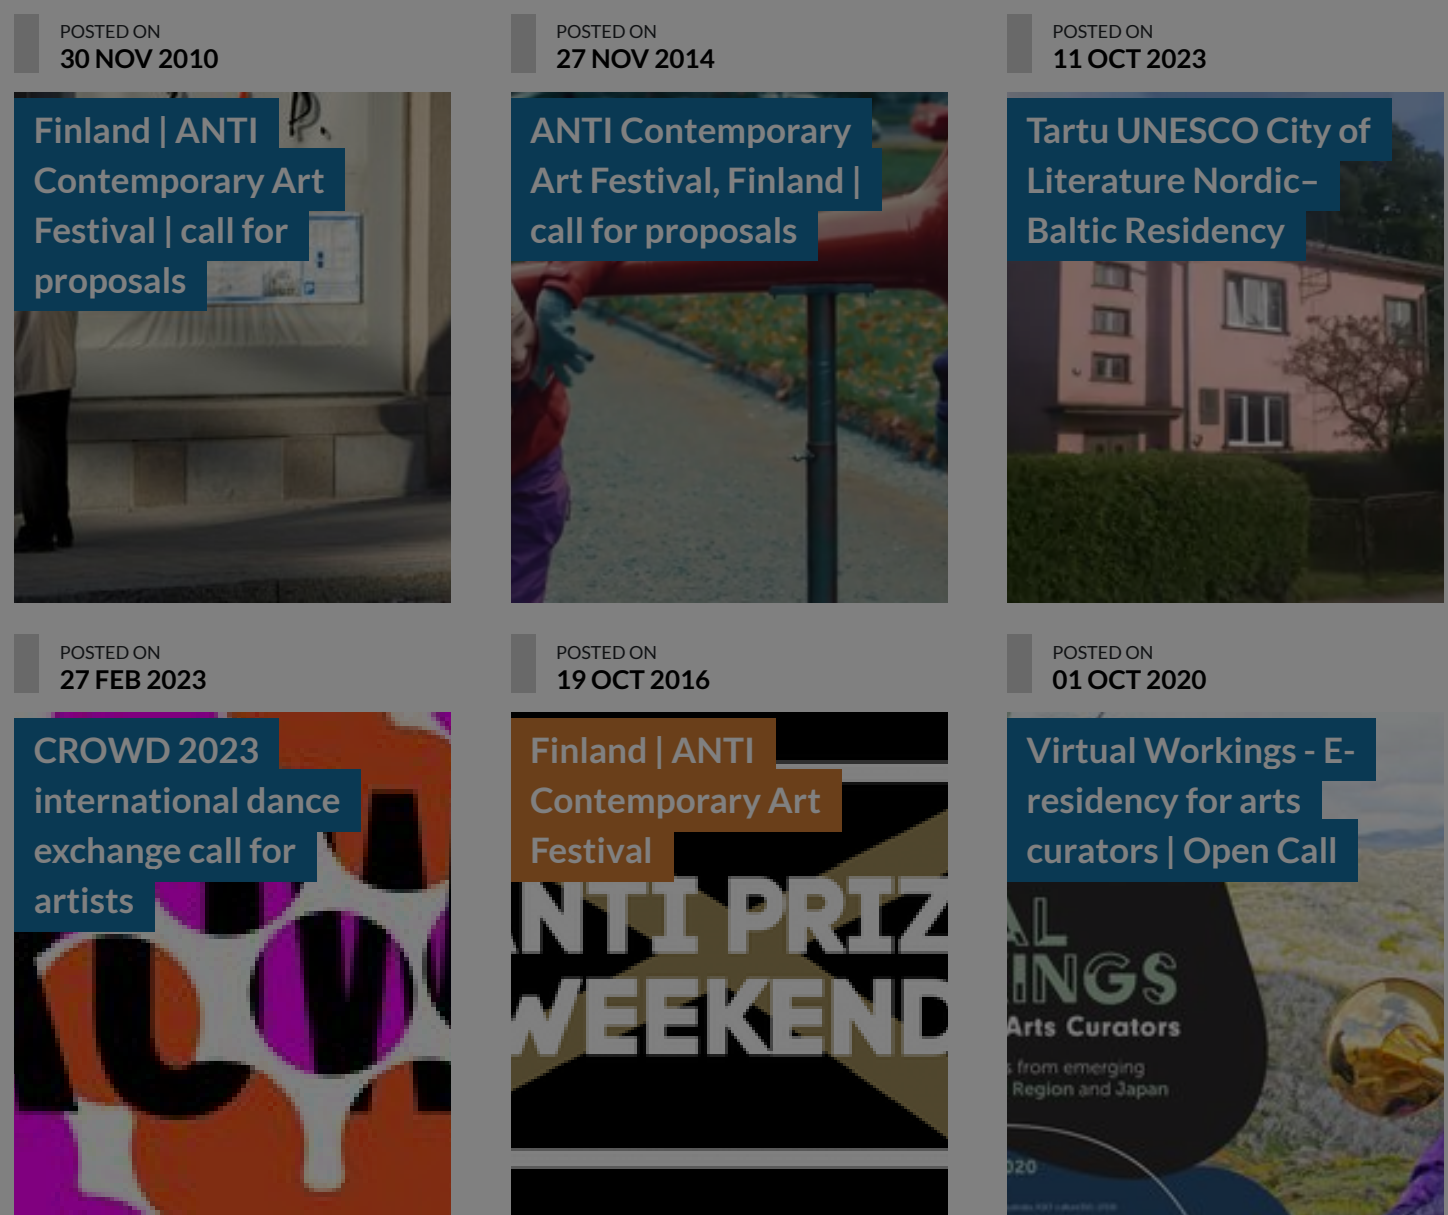 POSTED ON
30 NOV 2010
Finland | ANTI
Contemporary Art
Festival | call for
proposals
POSTED ON
27 NOV 2014
ANTI Contemporary
Art Festival, Finland |
call for proposals
POSTED ON
11 OCT 2023
Tartu UNESCO City of
Literature Nordic–
Baltic Residency
POSTED ON
27 FEB 2023
CROWD 2023
international dance
exchange call for
artists
POSTED ON
19 OCT 2016
Finland | ANTI
Contemporary Art
Festival
NTI PRIZ
WEEKEND
POSTED ON
01 OCT 2020
Virtual Workings - E-
residency for arts
curators | Open Call
AL
INGS
Arts Curators
s from emerging
Region and Japan
020